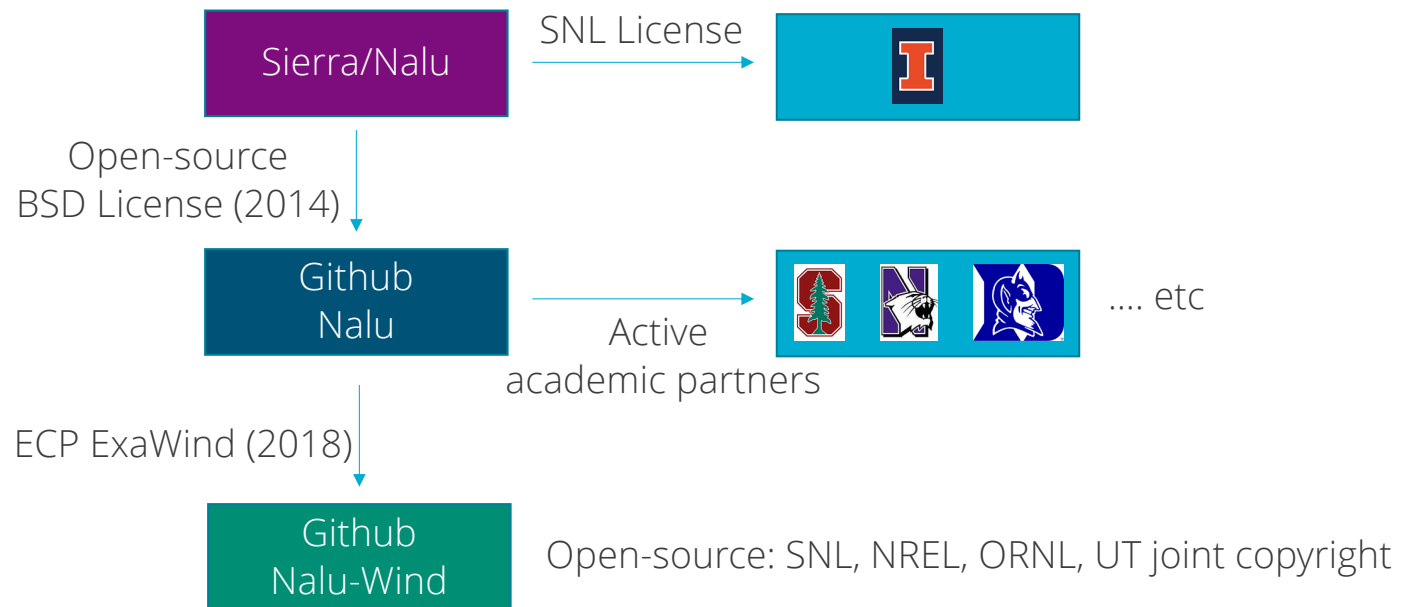 Sierra/Nalu
SNL License
I
Open-source
BSD License (2014)
Github
Nalu
Active
academic partners
S
N
D
.... etc
ECP ExaWind (2018)
Github
Nalu-Wind
Open-source: SNL, NREL, ORNL, UT joint copyright